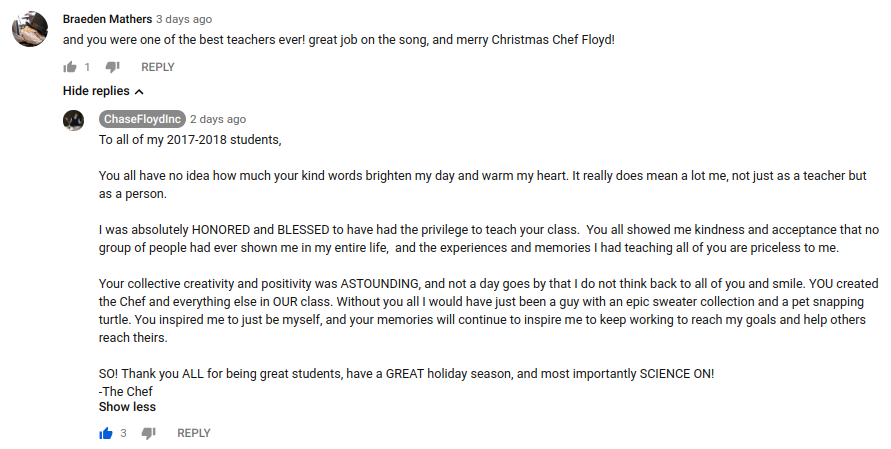 Braeden Mathers 3 days ago
and you were one of the best teachers ever! great job on the song, and merry Christmas Chef Floyd!
1 REPLY
Hide replies
ChaseFloydInc 2 days ago
To all of my 2017-2018 students,
You all have no idea how much your kind words brighten my day and warm my heart. It really does mean a lot me, not just as a teacher but
as a person.
I was absolutely HONORED and BLESSED to have had the privilege to teach your class.  You all showed me kindness and acceptance that no
group of people had ever shown me in my entire life,  and the experiences and memories I had teaching all of you are priceless to me.
Your collective creativity and positivity was ASTOUNDING, and not a day goes by that I do not think back to all of you and smile. YOU created
the Chef and everything else in OUR class. Without you all I would have just been a guy with an epic sweater collection and a pet snapping
turtle. You inspired me to just be myself, and your memories will continue to inspire me to keep working to reach my goals and help others
reach theirs.
SO! Thank you ALL for being great students, have a GREAT holiday season, and most importantly SCIENCE ON!
-The Chef
Show less
3 REPLY